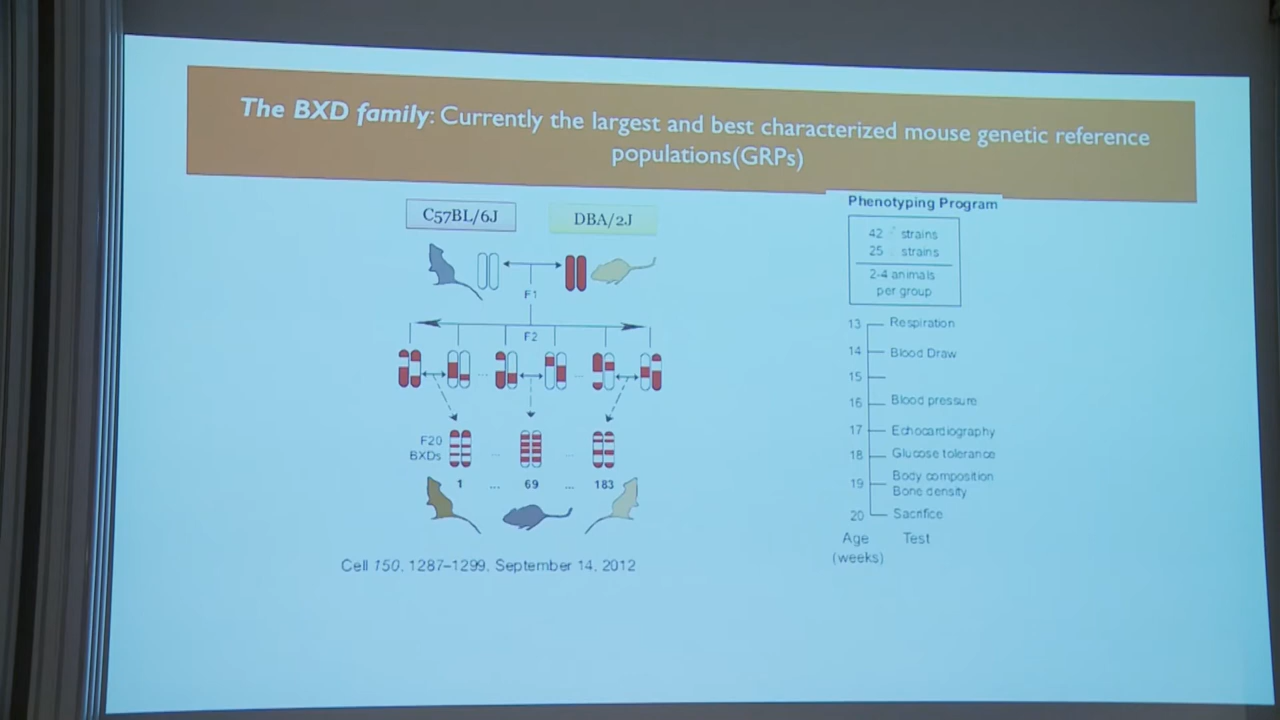 The BXD family: Currently the largest and best characterized mouse genetic reference
populations(GRPs)
C57BL/6J
DBA/2J
F1
F2
F20
BXDs
1 ... 69 ... 183
Cell 150, 1287–1299, September 14, 2012
Phenotyping Program
42 strains
25 strains
2-4 animals
per group
13 Respiration
14 Blood Draw
15
16 Blood pressure
17 Echocardiography
18 Glucose tolerance
19 Body composition
Bone density
20 Sacrifice
Age Test
(weeks)